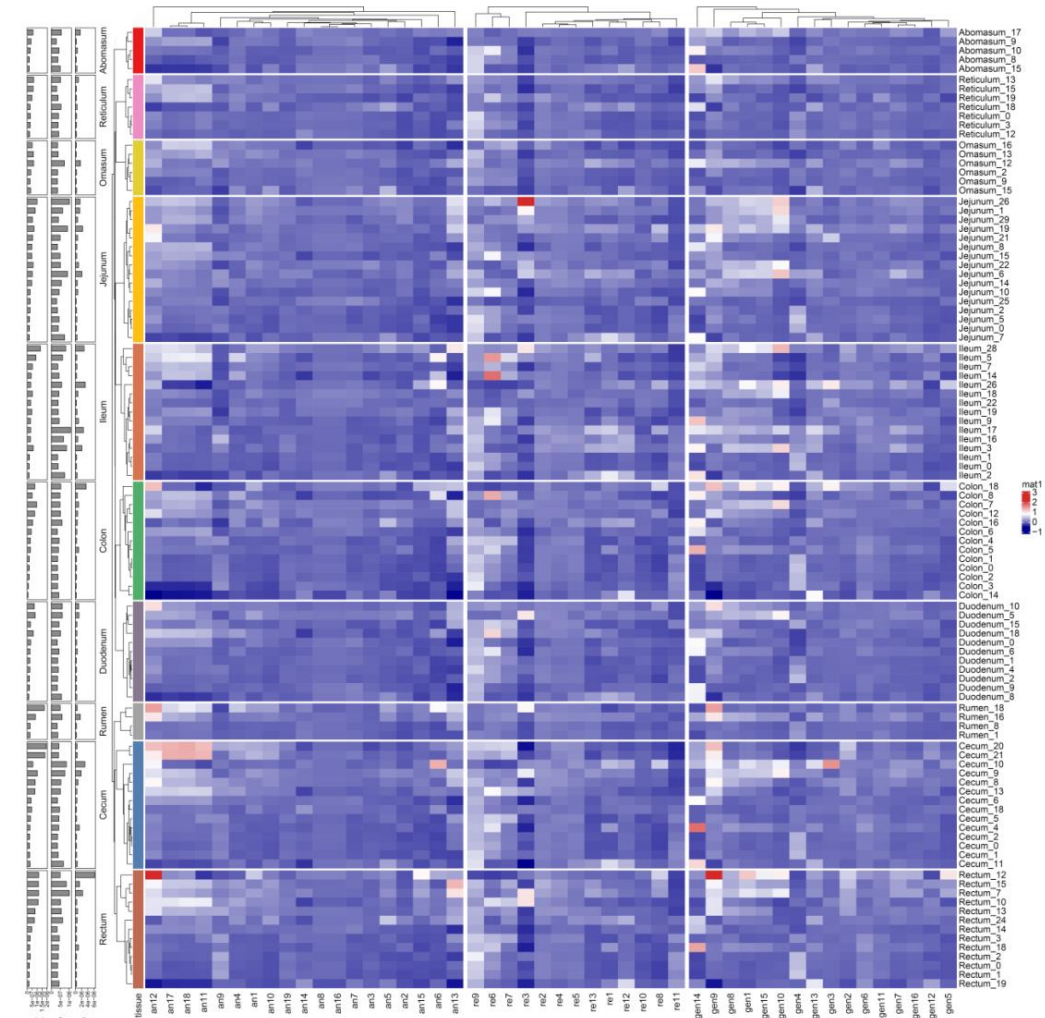 Abomasum
Abomasum_17
Abomasum_9
Abomasum_10
Abomasum_8
Abomasum_15
Reticulum
Reticulum_13
Reticulum_15
Reticulum_19
Reticulum_18
Reticulum_0
Reticulum_3
Reticulum_12
Omasum
Omasum_16
Omasum_13
Omasum_12
Omasum_2
Omasum_9
Omasum_15
Jejunum
Jejunum_26
Jejunum_1
Jejunum_29
Jejunum_19
Jejunum_21
Jejunum_8
Jejunum_15
Jejunum_22
Jejunum_6
Jejunum_14
Jejunum_10
Jejunum_25
Jejunum_2
Jejunum_5
Jejunum_0
Jejunum_7
Ileum
Ileum_28
Ileum_5
Ileum_7
Ileum_14
Ileum_26
Ileum_18
Ileum_22
Ileum_19
Ileum_9
Ileum_17
Ileum_16
Ileum_3
Ileum_1
Ileum_0
Ileum_2
Colon
Colon_18
Colon_8
Colon_7
Colon_12
Colon_16
Colon_6
Colon_4
Colon_5
Colon_1
Colon_0
Colon_2
Colon_3
Colon_14
mat1
3
2
1
0
−1
Duodenum
Duodenum_10
Duodenum_5
Duodenum_15
Duodenum_18
Duodenum_0
Duodenum_6
Duodenum_1
Duodenum_4
Duodenum_2
Duodenum_9
Duodenum_8
Rumen
Rumen_18
Rumen_16
Rumen_8
Rumen_1
Cecum
Cecum_20
Cecum_21
Cecum_10
Cecum_9
Cecum_8
Cecum_13
Cecum_6
Cecum_18
Cecum_5
Cecum_4
Cecum_2
Cecum_0
Cecum_1
Cecum_11
Rectum
Rectum_12
Rectum_15
Rectum_7
Rectum_10
Rectum_13
Rectum_24
Rectum_14
Rectum_3
Rectum_18
Rectum_2
Rectum_0
Rectum_1
Rectum_19
tissue
an12
an17
an18
an11
an9
an4
an1
an10
an19
an14
an8
an16
an7
an3
an5
an2
an15
an6
an13
re9
re6
re7
re3
re2
re4
re5
re13
re1
re12
re10
re8
re11
gen14
gen9
gen8
gen1
gen15
gen10
gen4
gen13
gen3
gen2
gen6
gen11
gen7
gen16
gen12
gen5